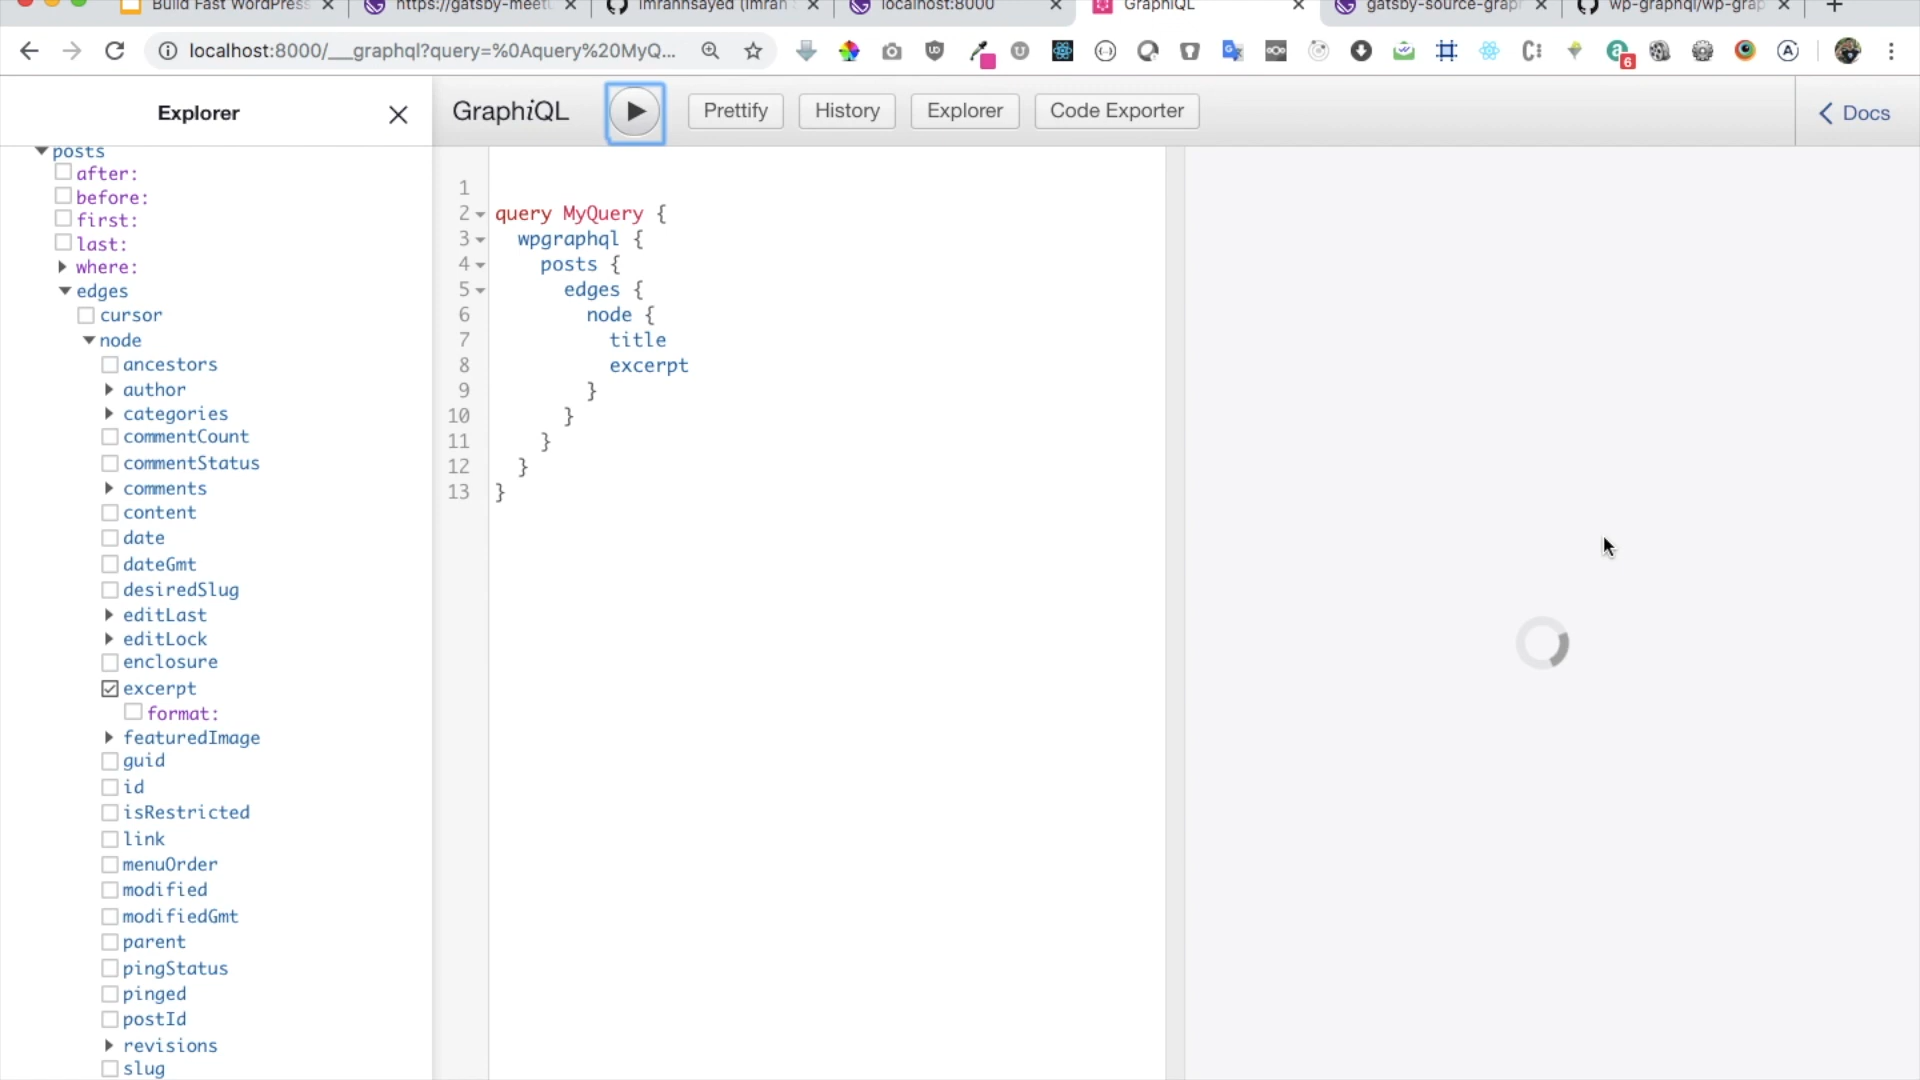 Build Fast WordPress
https://gatsby-meetu
imrannsayed (Imran S
localhost:8000
GraphiQL
gatsby-source-grap
wp-graphql/wp-grap
localhost:8000/___graphql?query=%0Aquery%20MyQ...
6
Explorer
GraphiQL
Prettify
History
Explorer
Code Exporter
Docs
posts
after:
before:
first:
last:
where:
edges
cursor
node
ancestors
author
categories
commentCount
commentStatus
comments
content
date
dateGmt
desiredSlug
editLast
editLock
enclosure
excerpt
format:
featuredImage
guid
id
isRestricted
link
menuOrder
modified
modifiedGmt
parent
pingStatus
pinged
postId
revisions
slug
1
2 query MyQuery {
3 wpgraphql {
4 posts {
5 edges {
6 node {
7 title
8 excerpt
9 }
10 }
11 }
12 }
13 }